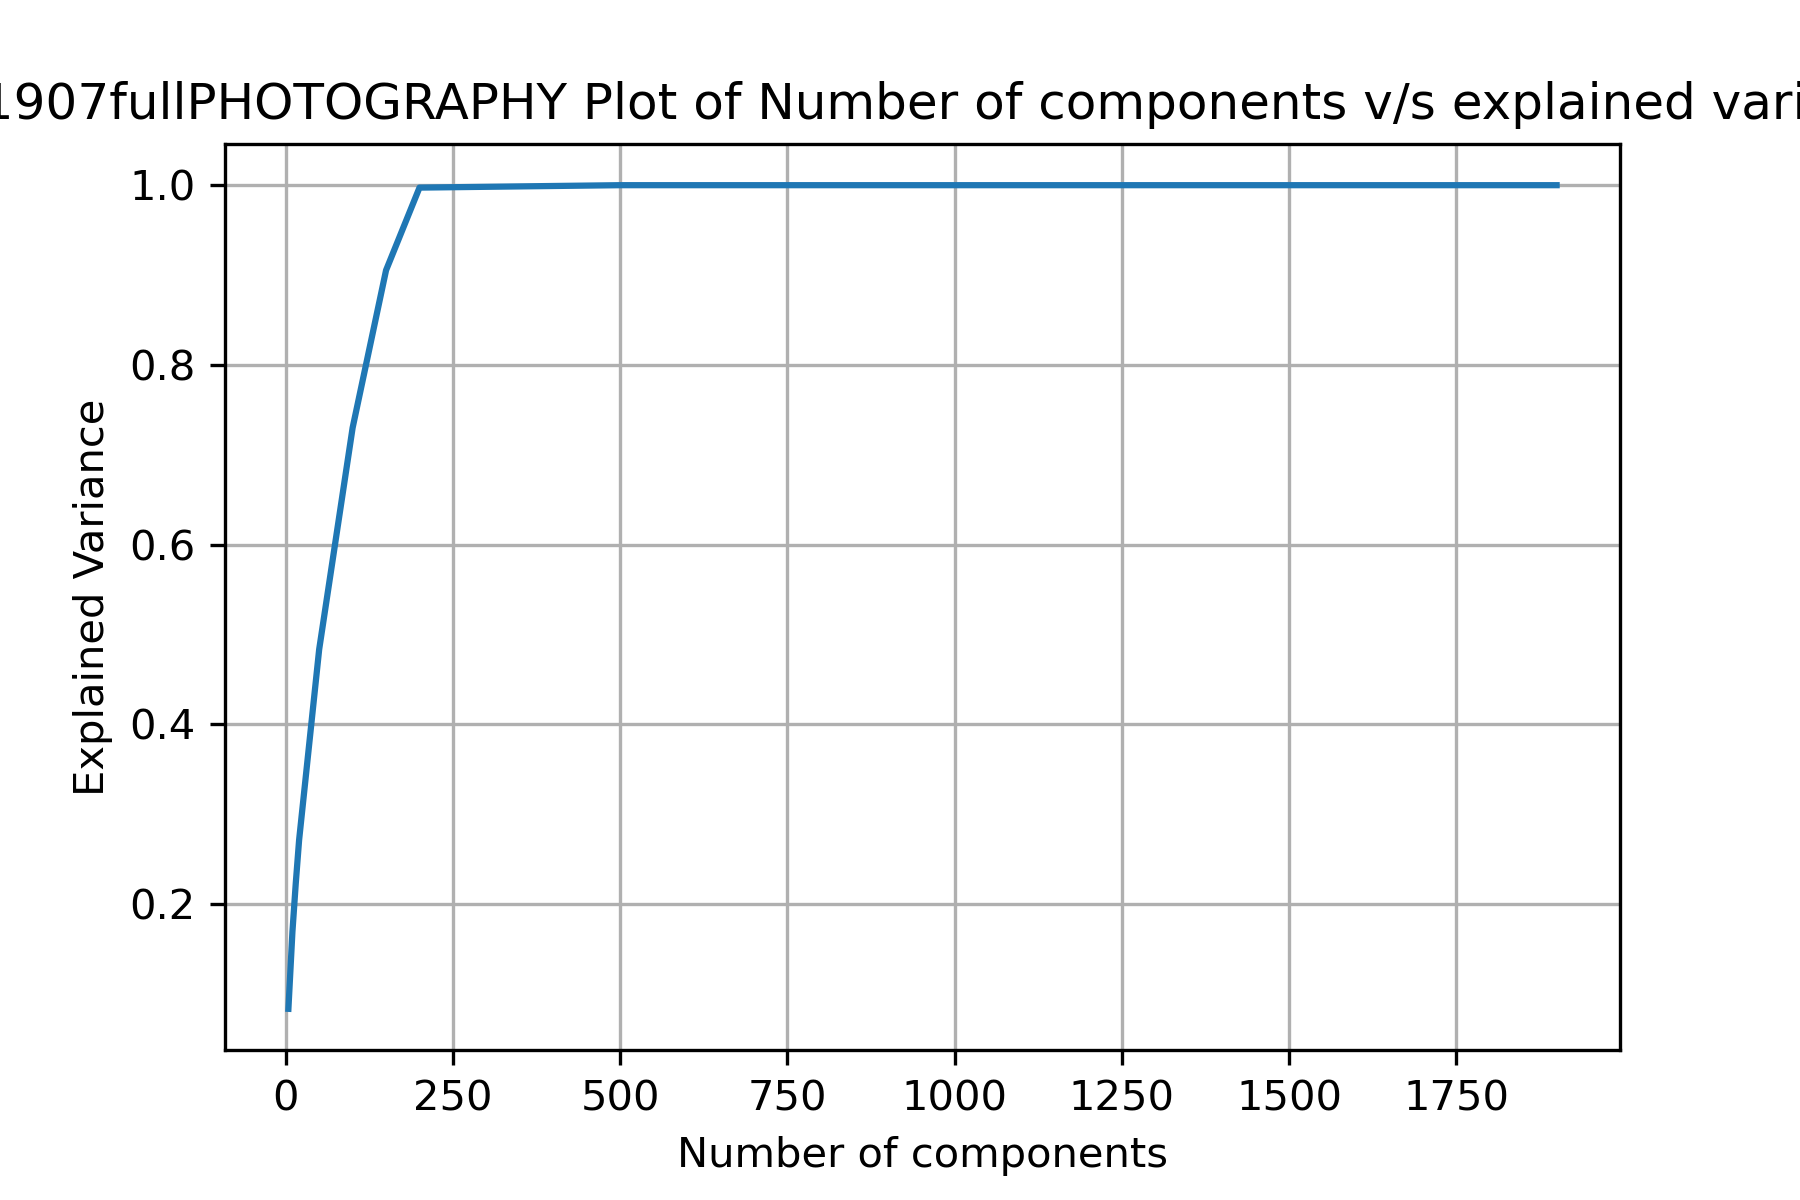 1907fullPHOTOGRAPHY Plot of Number of components v/s explained vari
1.0
0.8
0.6
0.4
0.2
Explained Variance
0 250 500 750 1000 1250 1500 1750
Number of components